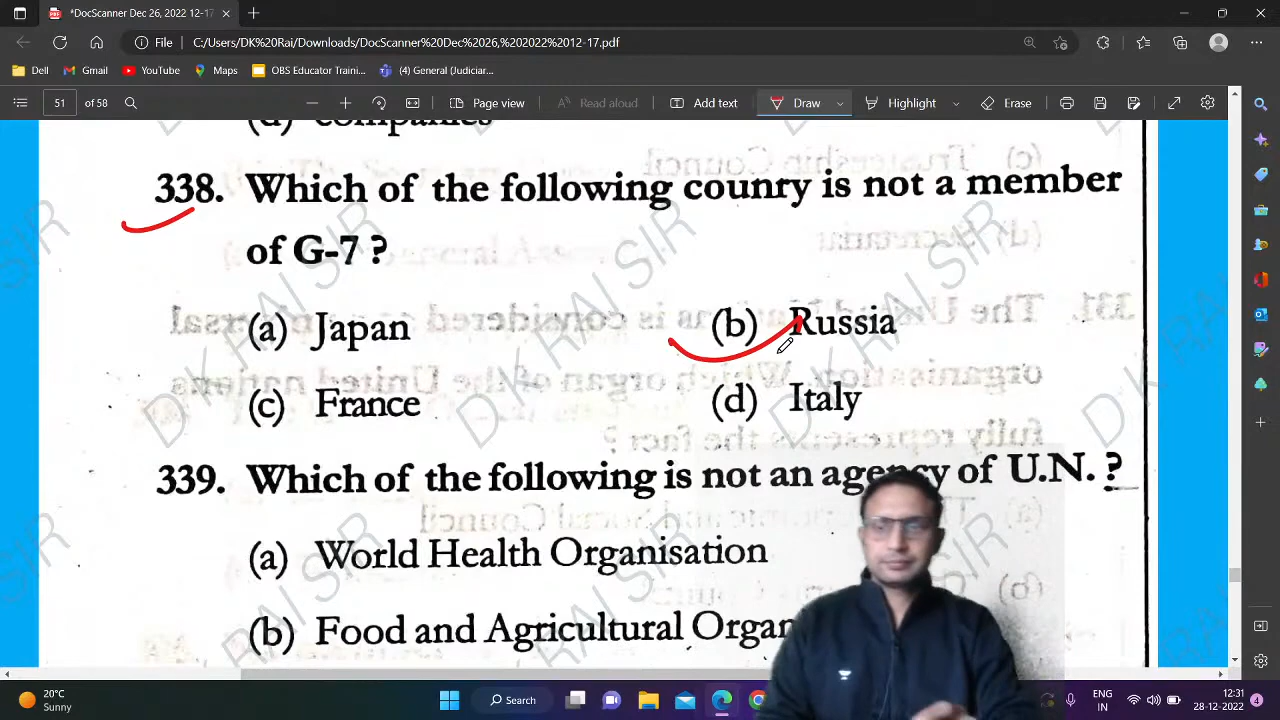 *DocScanner Dec 26, 2022 12-17
File
C:/Users/DK%20Rai/Downloads/DocScanner%20Dec%2026,%202022%2012-17.pdf
Dell
Gmail
YouTube
Maps
OBS Educator Traini...
(4) General (Judiciar...
51 of 58
Page view
Read aloud
Add text
Draw
Highlight
Erase
(d) companies
338. Which of the following counry is not a member
of G-7 ?
(a) Japan
(b) Russia
(c) France
(d) Italy
339. Which of the following is not an agency of U.N. ?
(a) World Health Organisation
(b) Food and Agricultural Organ
D K RAI SIR
20°C
Sunny
Search
ENG
IN
12:31
28-12-2022